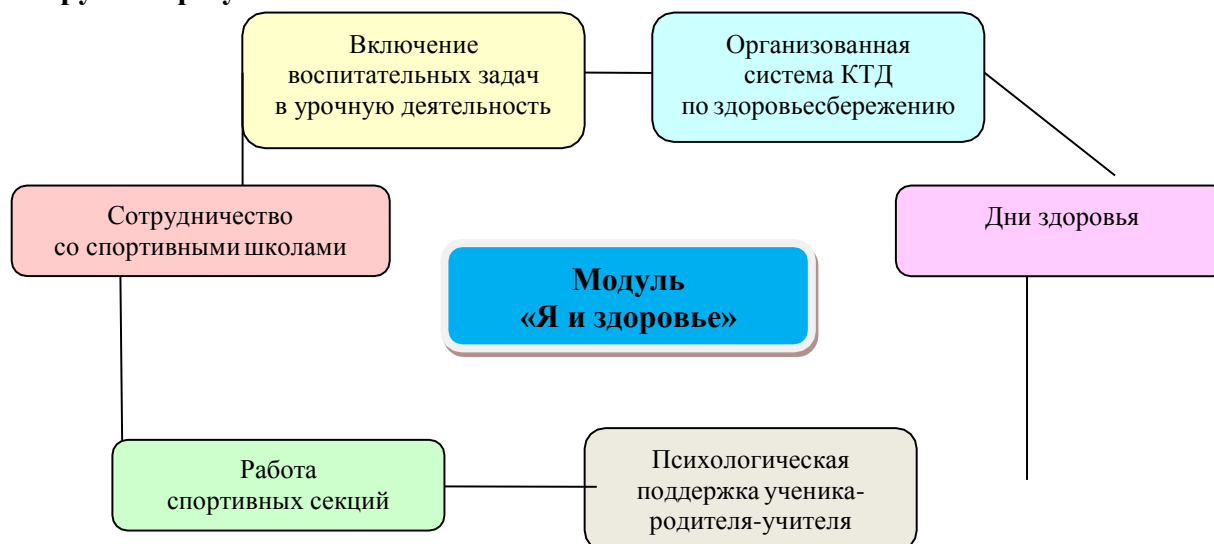 Включение
воспитательных задач
в урочную деятельность
Организованная
система КТД
по здоровьесбережению
Сотрудничество
со спортивными школами
Дни здоровья
Модуль
«Я и здоровье»
Работа
спортивных секций
Психологическая
поддержка ученика-
родителя-учителя